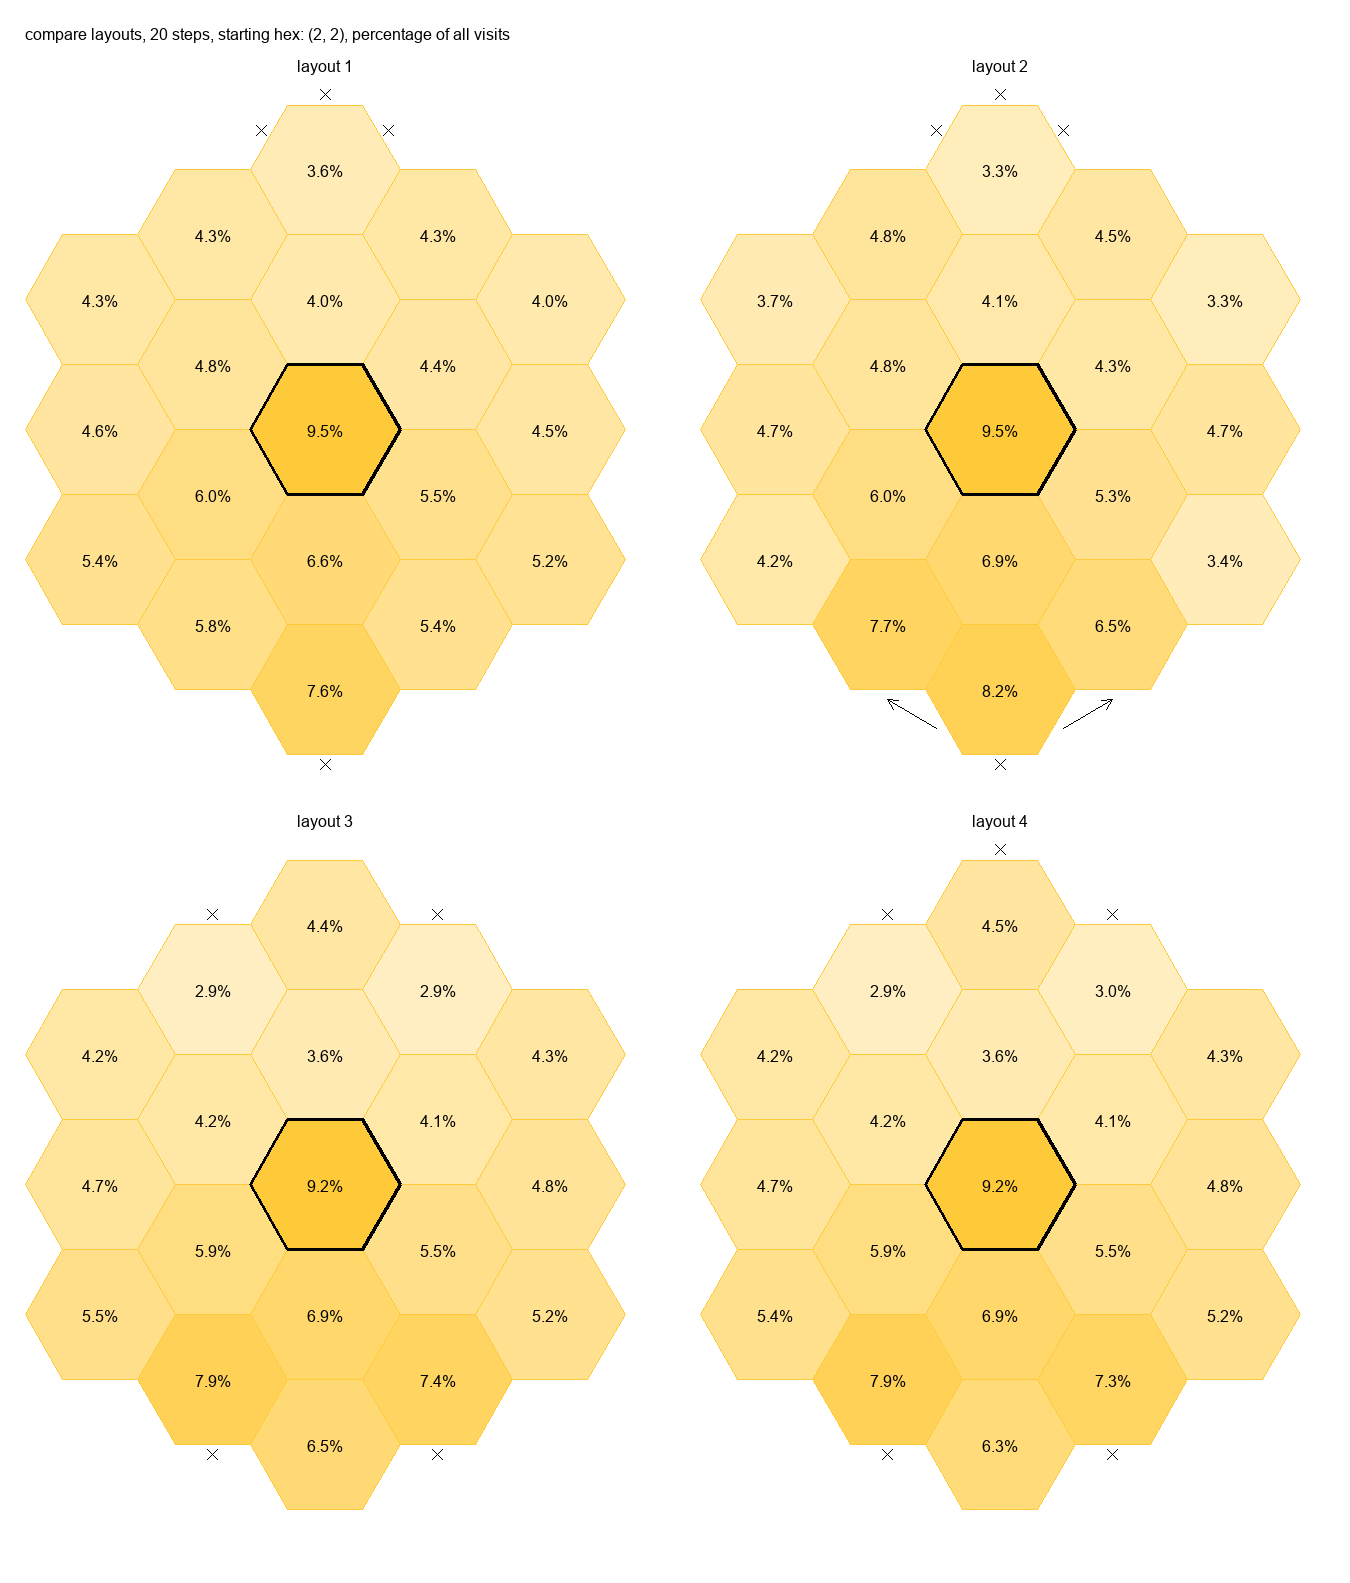 compare layouts, 20 steps, starting hex: (2, 2), percentage of all visits
layout 1
3.6%
4.3% 4.3%
4.3% 4.0% 4.0%
4.8% 4.4%
4.6% 9.5% 4.5%
6.0% 5.5%
5.4% 6.6% 5.2%
5.8% 5.4%
7.6%
layout 2
3.3%
4.8% 4.5%
3.7% 4.1% 3.3%
4.8% 4.3%
4.7% 9.5% 4.7%
6.0% 5.3%
4.2% 6.9% 3.4%
7.7% 6.5%
8.2%
layout 3
4.4%
2.9% 2.9%
4.2% 3.6% 4.3%
4.2% 4.1%
4.7% 9.2% 4.8%
5.9% 5.5%
5.5% 6.9% 5.2%
7.9% 7.4%
6.5%
layout 4
4.5%
2.9% 3.0%
4.2% 3.6% 4.3%
4.2% 4.1%
4.7% 9.2% 4.8%
5.9% 5.5%
5.4% 6.9% 5.2%
7.9% 7.3%
6.3%